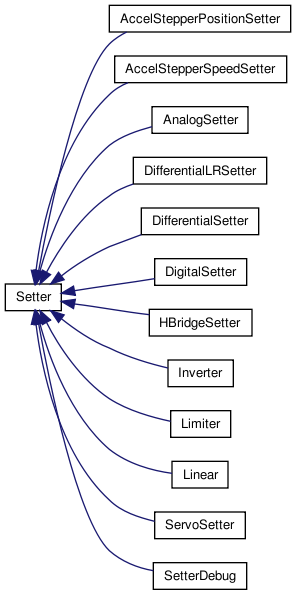 AccelStepperPositionSetter
AccelStepperSpeedSetter
AnalogSetter
DifferentialLRSetter
DifferentialSetter
DigitalSetter
Setter
HBridgeSetter
Inverter
Limiter
Linear
ServoSetter
SetterDebug